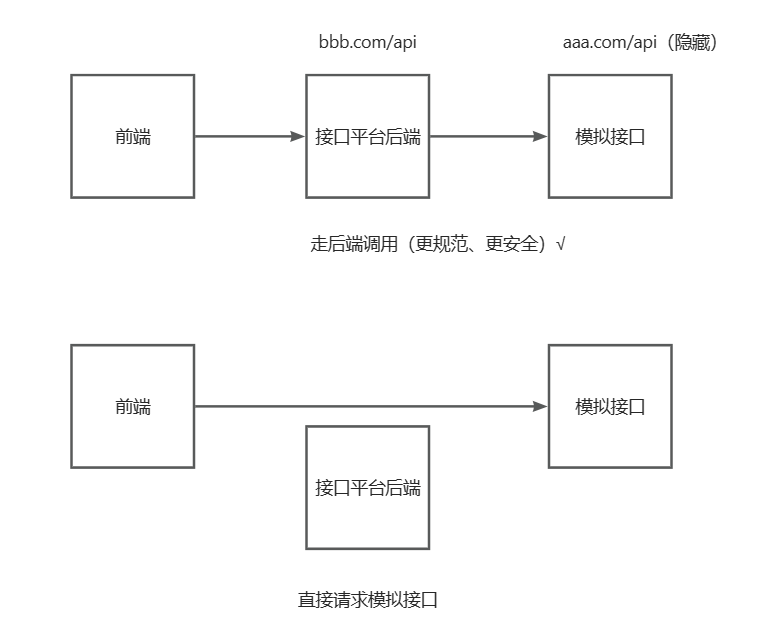 bbb.com/api
aaa.com/api（隐藏）
前端
接口平台后端
模拟接口
走后端调用（更规范、更安全）√
前端
模拟接口
接口平台后端
直接请求模拟接口